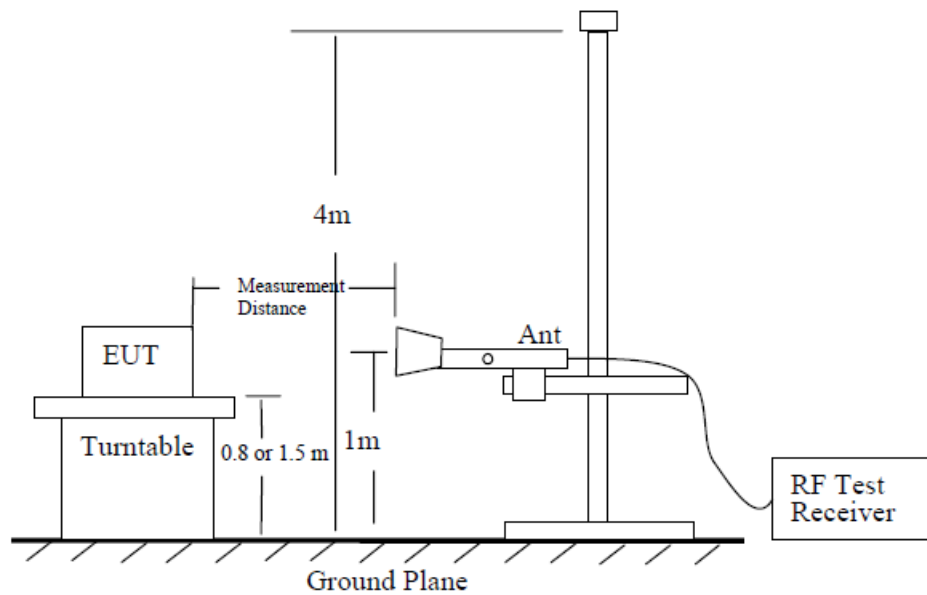 4m
Measurement
Distance
Ant
EUT
Turntable
0.8 or 1.5 m
1m
RF Test
Receiver
Ground Plane